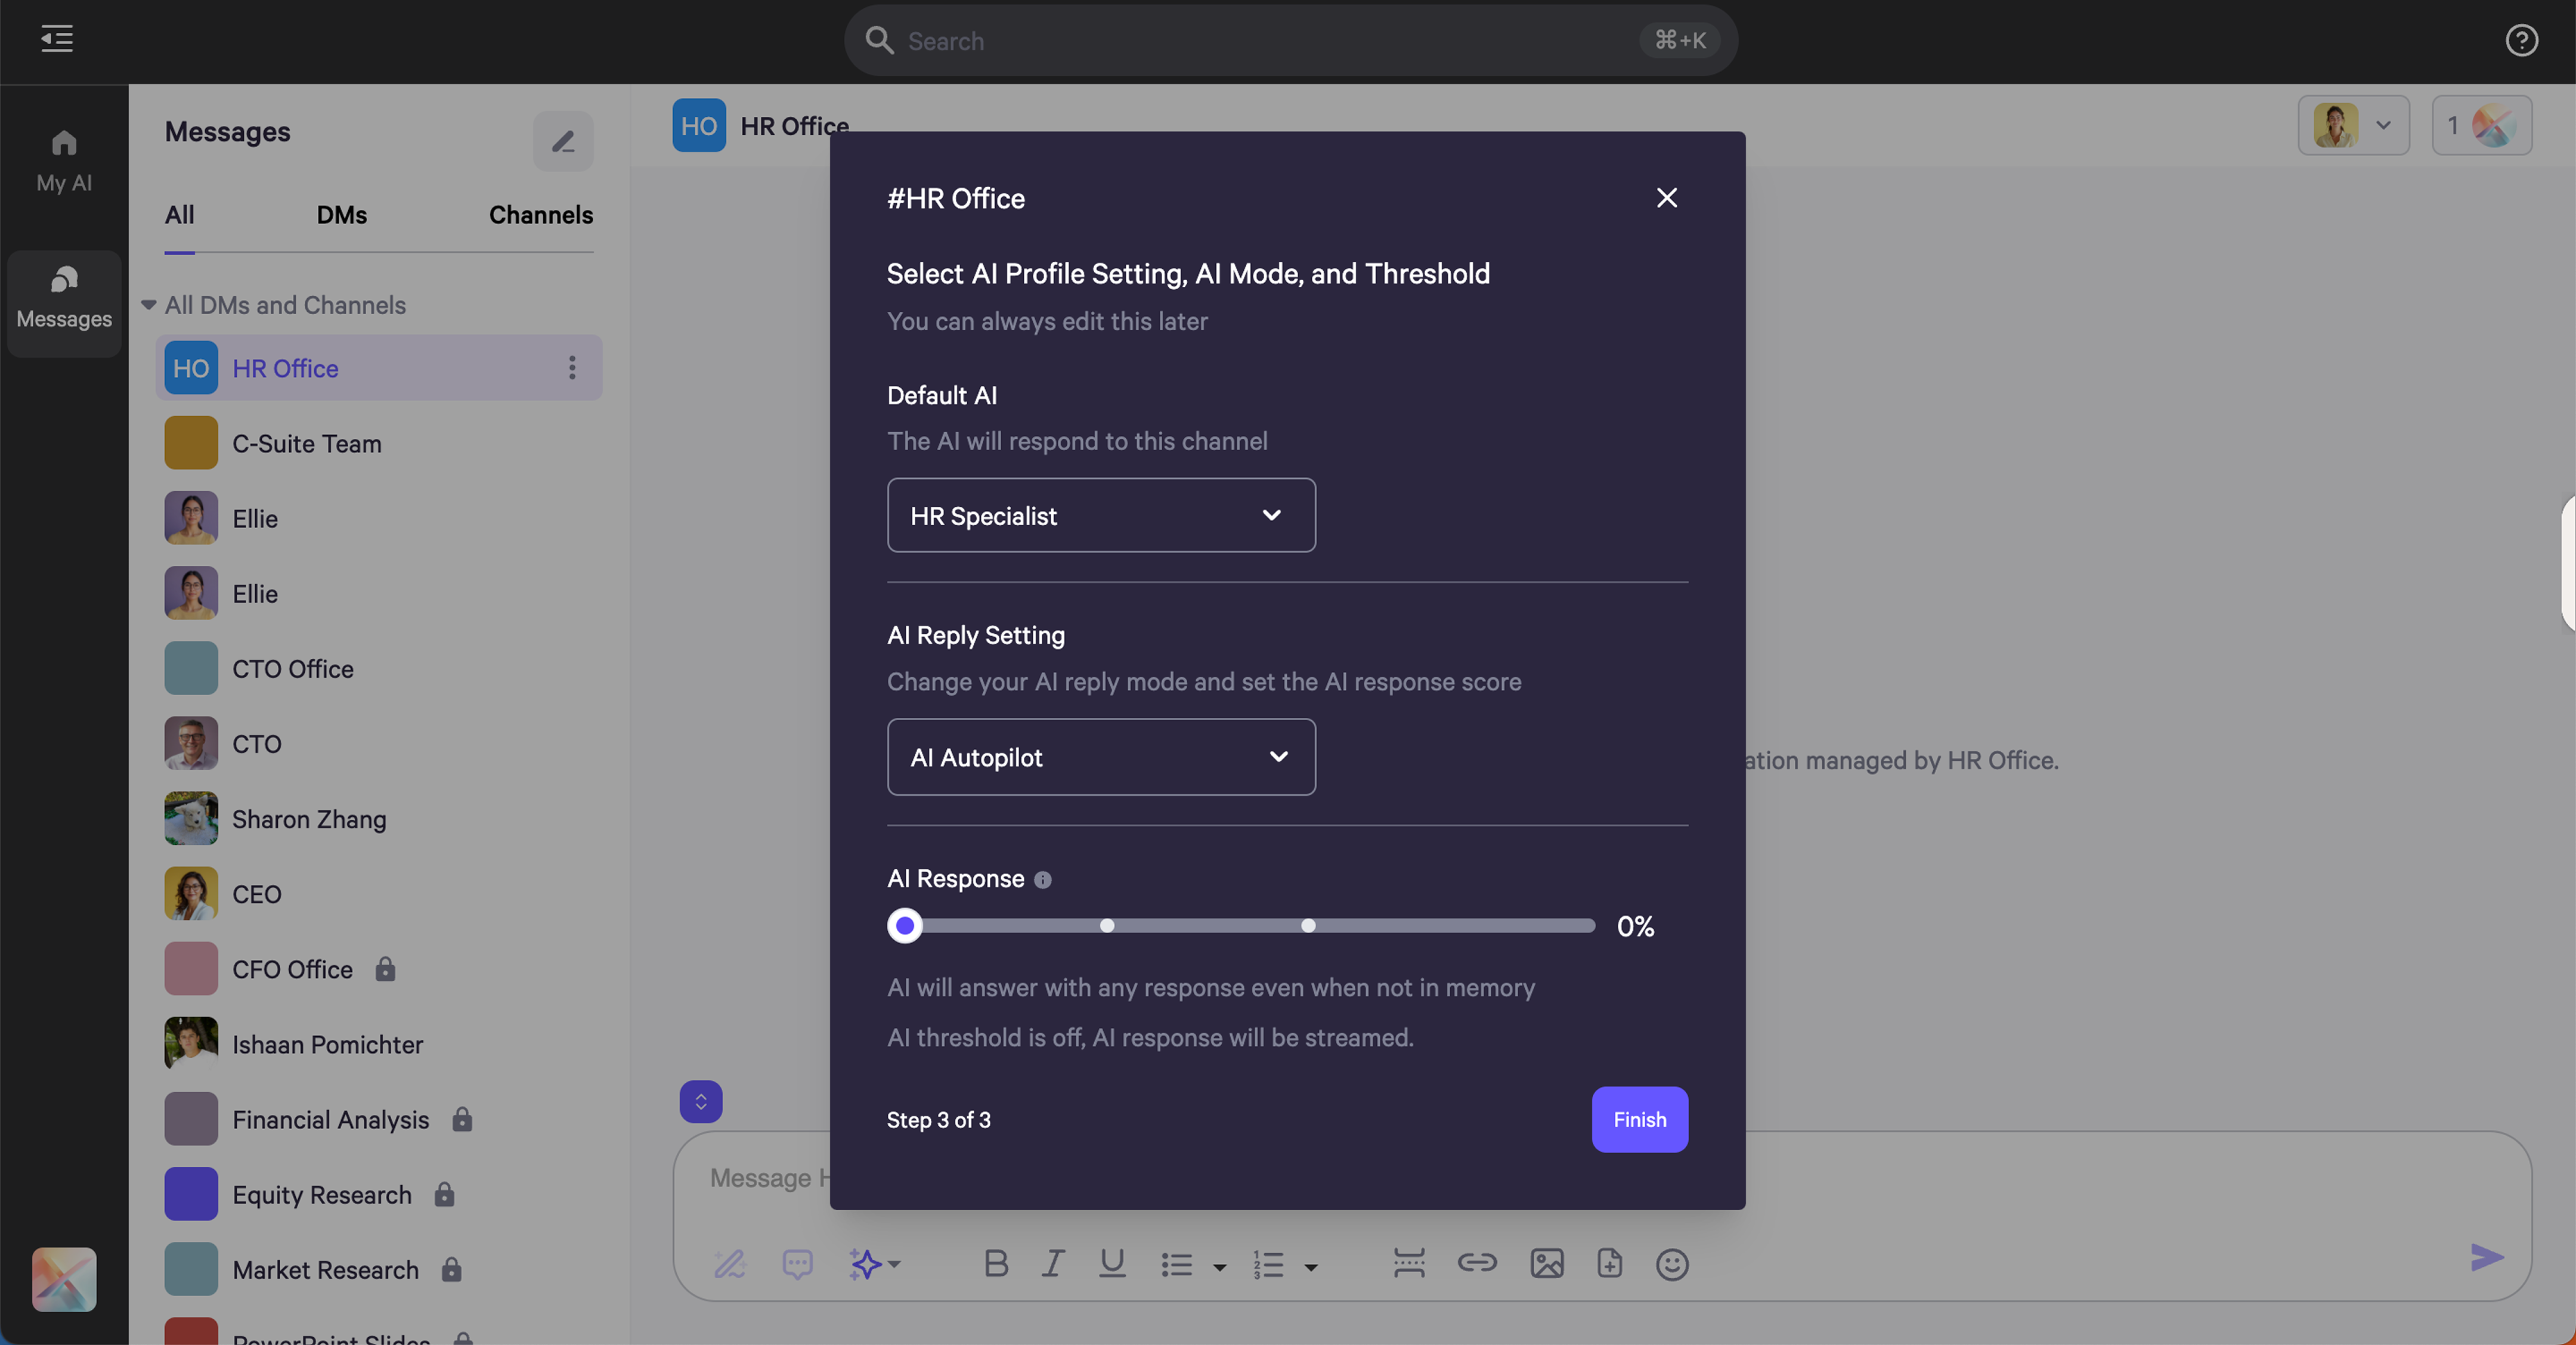 Search
⌘+K
My AI
Messages
Messages
All
DMs
Channels
All DMs and Channels
HO
HR Office
C-Suite Team
Ellie
Ellie
CTO Office
CTO
Sharon Zhang
CEO
CFO Office
Ishaan Pomichter
Financial Analysis
Equity Research
Market Research
PowerPoint Slides
HO
HR Office
1
ation managed by HR Office.
Message H
#HR Office
Select AI Profile Setting, AI Mode, and Threshold
You can always edit this later
Default AI
The AI will respond to this channel
HR Specialist
AI Reply Setting
Change your AI reply mode and set the AI response score
AI Autopilot
AI Response
0%
AI will answer with any response even when not in memory
AI threshold is off, AI response will be streamed.
Step 3 of 3
Finish